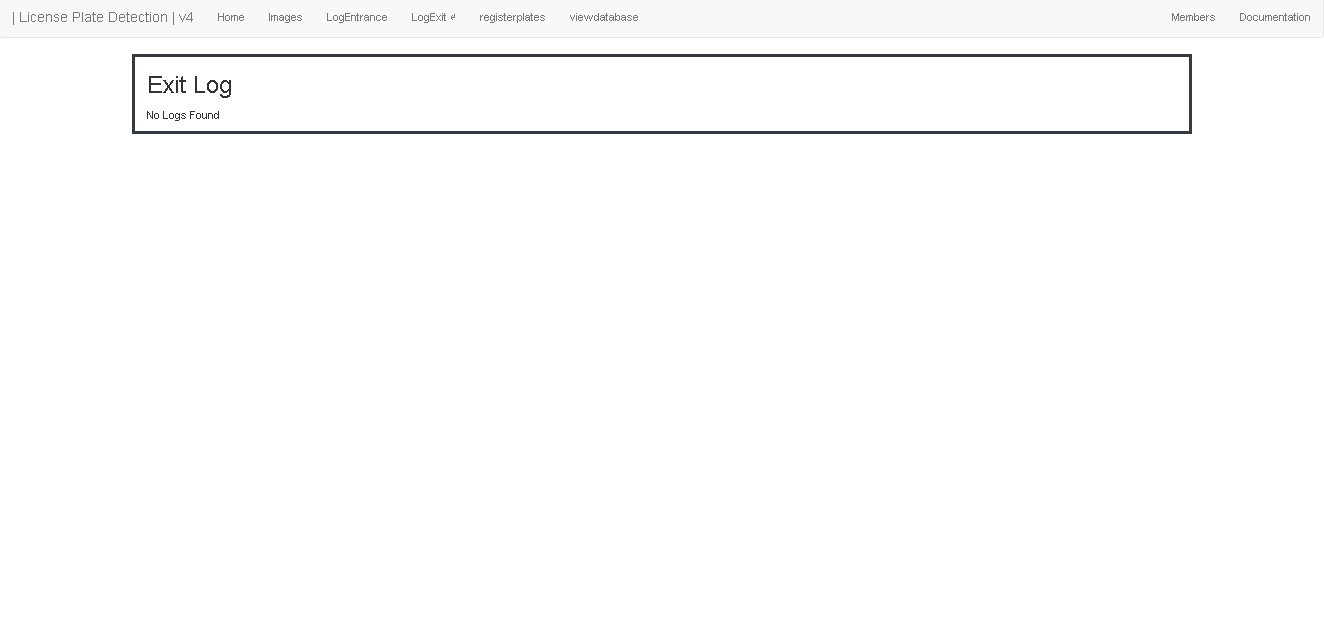 | License Plate Detection | v4 Home Images LogEntrance LogExit ↲ registerplates viewdatabase Members Documentation
Exit Log
No Logs Found